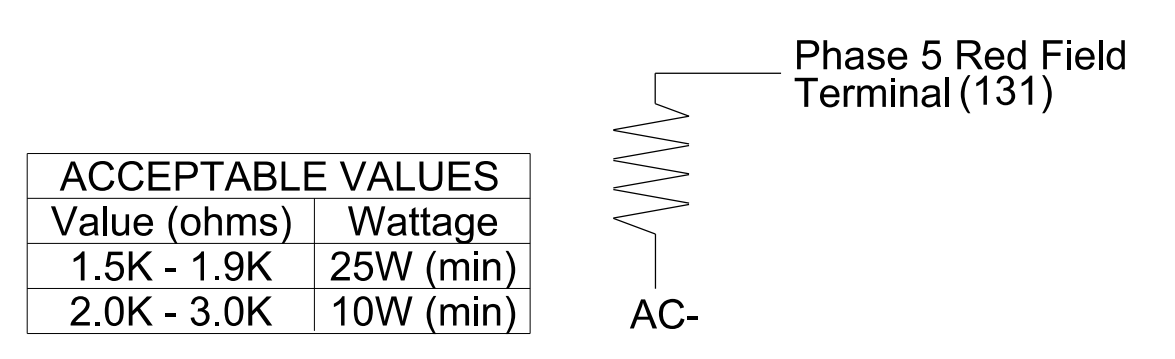 Phase 5 Red Field
Terminal (131)
ACCEPTABLE VALUES
Value (ohms) Wattage
1.5K - 1.9K 25W (min)
2.0K - 3.0K 10W (min)
AC-